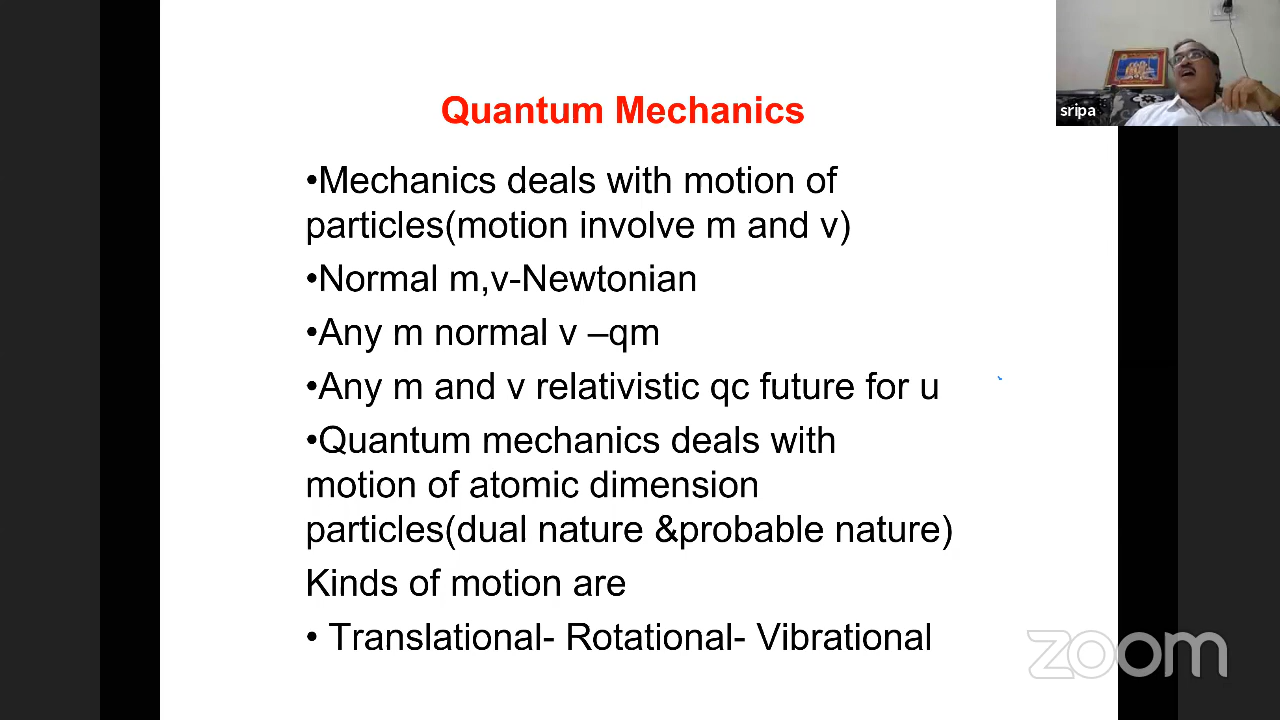 Quantum Mechanics
•Mechanics deals with motion of
particles(motion involve m and v)
•Normal m,v-Newtonian
•Any m normal v –qm
•Any m and v relativistic qc future for u
•Quantum mechanics deals with
motion of atomic dimension
particles(dual nature &probable nature)
Kinds of motion are
• Translational- Rotational- Vibrational
sripa
zoom